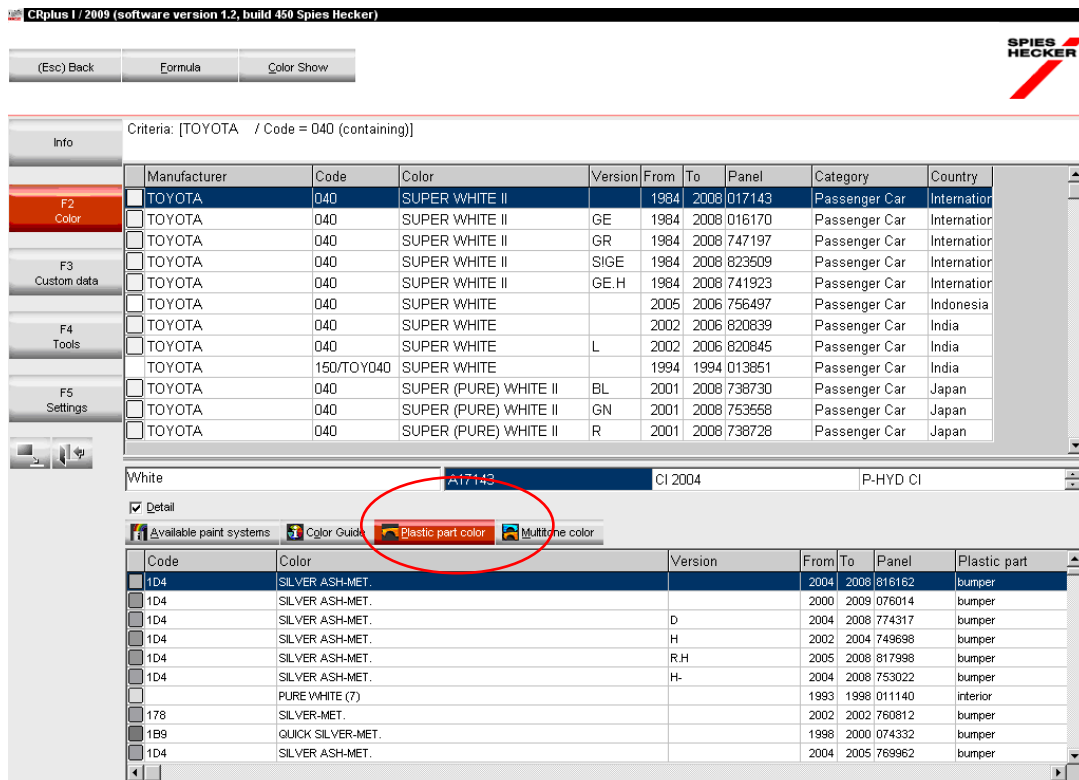 CRplus I / 2009 (software version 1.2, build 450 Spies Hecker)
SPIES
HECKER
(Esc) Back Formula Color Show
Criteria: [TOYOTA / Code = 040 (containing)]
Info
F2
Color
F3
Custom data
F4
Tools
F5
Settings
Manufacturer Code Color Version From To Panel Category Country
TOYOTA 040 SUPER WHITE II 1984 2008 017143 Passenger Car Internation
TOYOTA 040 SUPER WHITE II GE 1984 2008 016170 Passenger Car Internation
TOYOTA 040 SUPER WHITE II GR 1984 2008 747197 Passenger Car Internation
TOYOTA 040 SUPER WHITE II SIGE 1984 2008 823509 Passenger Car Internation
TOYOTA 040 SUPER WHITE II GE.H 1984 2008 741923 Passenger Car Internation
TOYOTA 040 SUPER WHITE 2005 2006 756497 Passenger Car Indonesia
TOYOTA 040 SUPER WHITE 2002 2006 820839 Passenger Car India
TOYOTA 040 SUPER WHITE L 2002 2006 820845 Passenger Car India
TOYOTA 150/TOY040 SUPER WHITE 1994 1994 013851 Passenger Car India
TOYOTA 040 SUPER (PURE) WHITE II BL 2001 2008 738730 Passenger Car Japan
TOYOTA 040 SUPER (PURE) WHITE II GN 2001 2008 753558 Passenger Car Japan
TOYOTA 040 SUPER (PURE) WHITE II R 2001 2008 738728 Passenger Car Japan
White A17143 CI 2004 P-HYD CI
Detail
Available paint systems Color Guide Plastic part color Multitone color
Code Color Version From To Panel Plastic part
1D4 SILVER ASH-MET. 2004 2008 816162 bumper
1D4 SILVER ASH-MET. 2000 2009 076014 bumper
1D4 SILVER ASH-MET. D 2004 2008 774317 bumper
1D4 SILVER ASH-MET. H 2002 2004 749698 bumper
1D4 SILVER ASH-MET. R.H 2005 2008 817998 bumper
1D4 SILVER ASH-MET. H- 2004 2008 753022 bumper
PURE WHITE (7) 1993 1998 011140 interior
178 SILVER-MET. 2002 2002 760812 bumper
1B9 QUICK SILVER-MET. 1998 2000 074332 bumper
1D4 SILVER ASH-MET. 2004 2005 769962 bumper